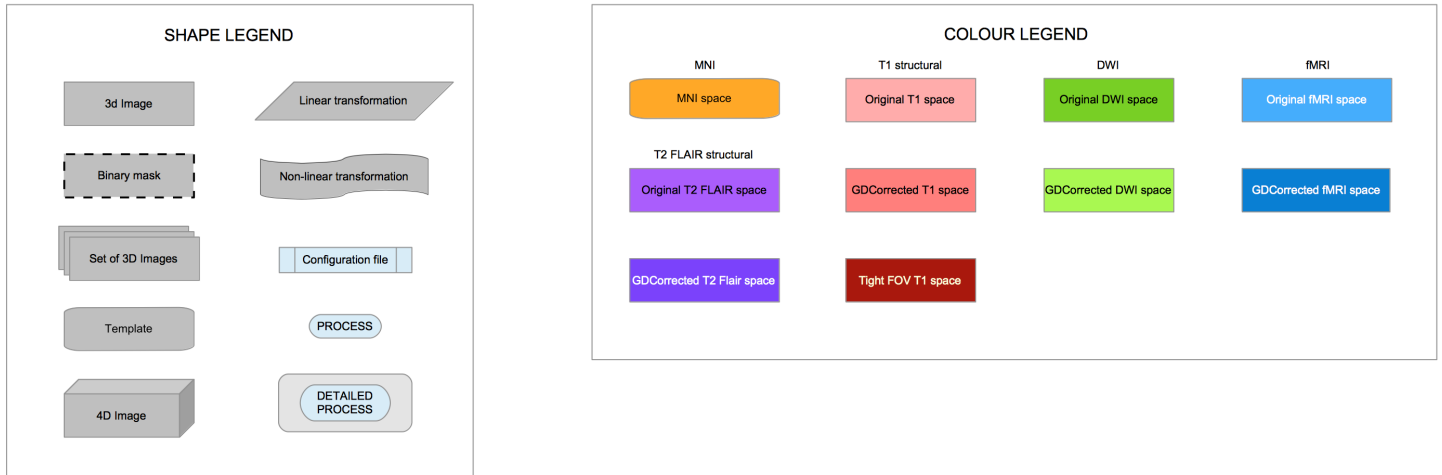 SHAPE LEGEND
3d Image
Linear transformation
Binary mask
Non-linear transformation
Set of 3D Images
Configuration file
Template
PROCESS
4D Image
DETAILED
PROCESS
COLOUR LEGEND
MNI
T1 structural
DWI
fMRI
MNI space
Original T1 space
Original DWI space
Original fMRI space
T2 FLAIR structural
Original T2 FLAIR space
GDCorrected T1 space
GDCorrected DWI space
GDCorrected fMRI space
GDCorrected T2 Flair space
Tight FOV T1 space